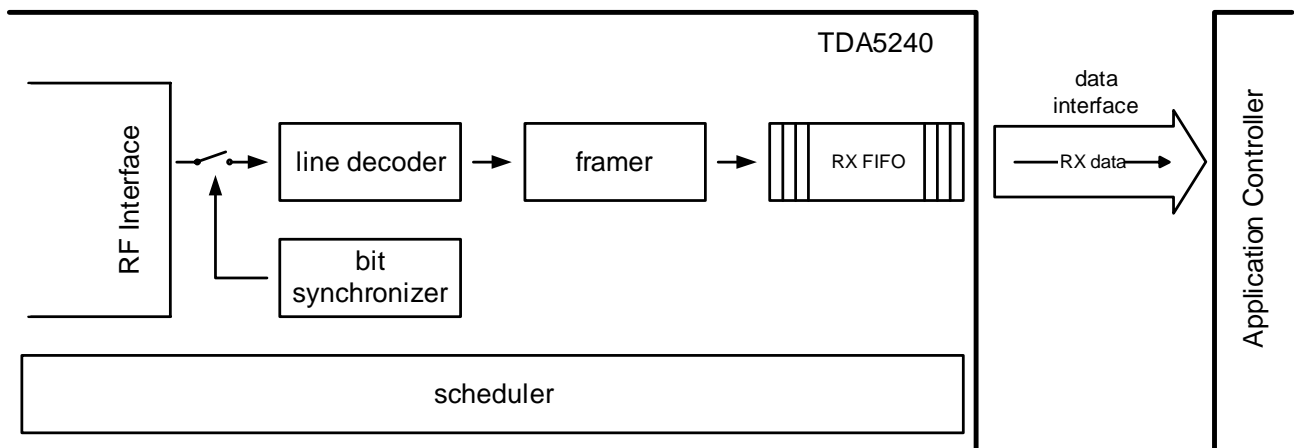 TDA5240
RF Interface
line decoder
framer
RX FIFO
data
interface
RX data
Application Controller
bit
synchronizer
scheduler